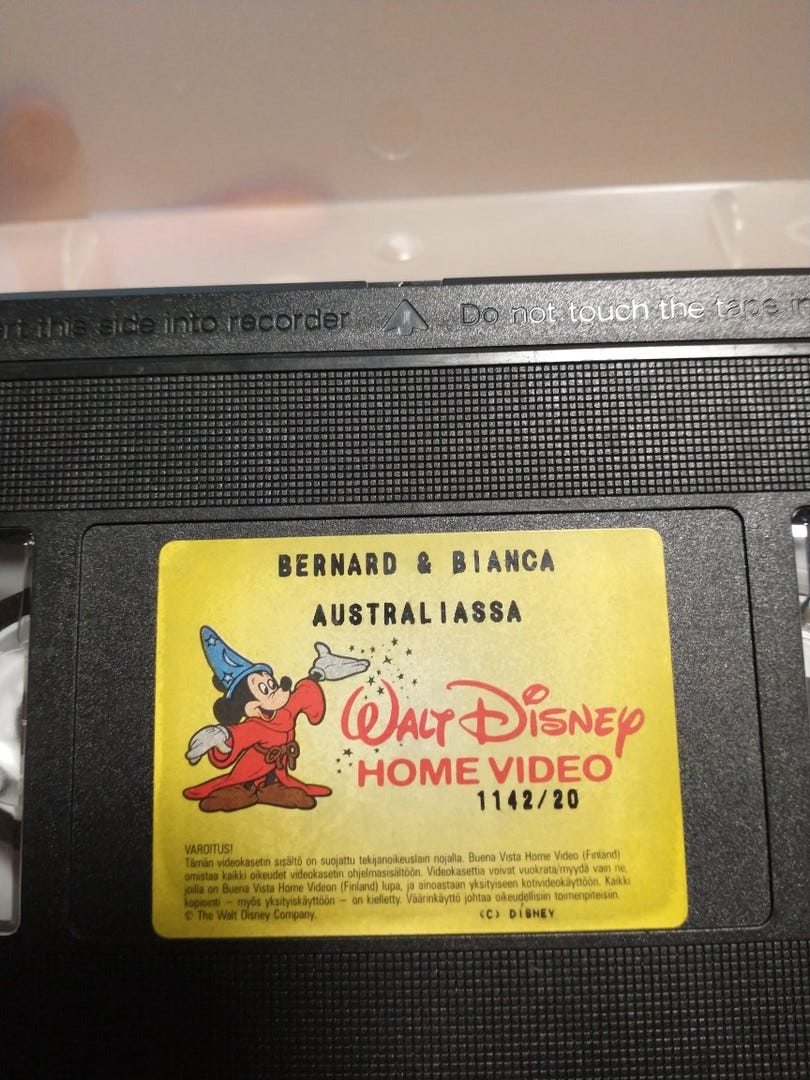 this side into recorder Do not touch the tape
BERNARD & BIANCA
AUSTRALIASSA
WALT DISNEY
HOME VIDEO
1142/20
VAROITUS!
Tämän videokasetin sisältö on suojattu tekijänoikeuslain nojalla. Buena Vista Home Video (Finland)
omistaa kaikki oikeudet videokasetin ohjelmasisältöön. Videokasettia voivat vuokrata/myydä vain ne,
joilla on Buena Vista Home Videon (Finland) lupa, ja ainoastaan yksityiseen kotivideokäyttöön. Kaikki
kopiointi – myös yksityiskäyttöön – on kielletty. Väärinkäyttö johtaa oikeudellisiin toimenpiteisiin.
© The Walt Disney Company. (C) DISNEY